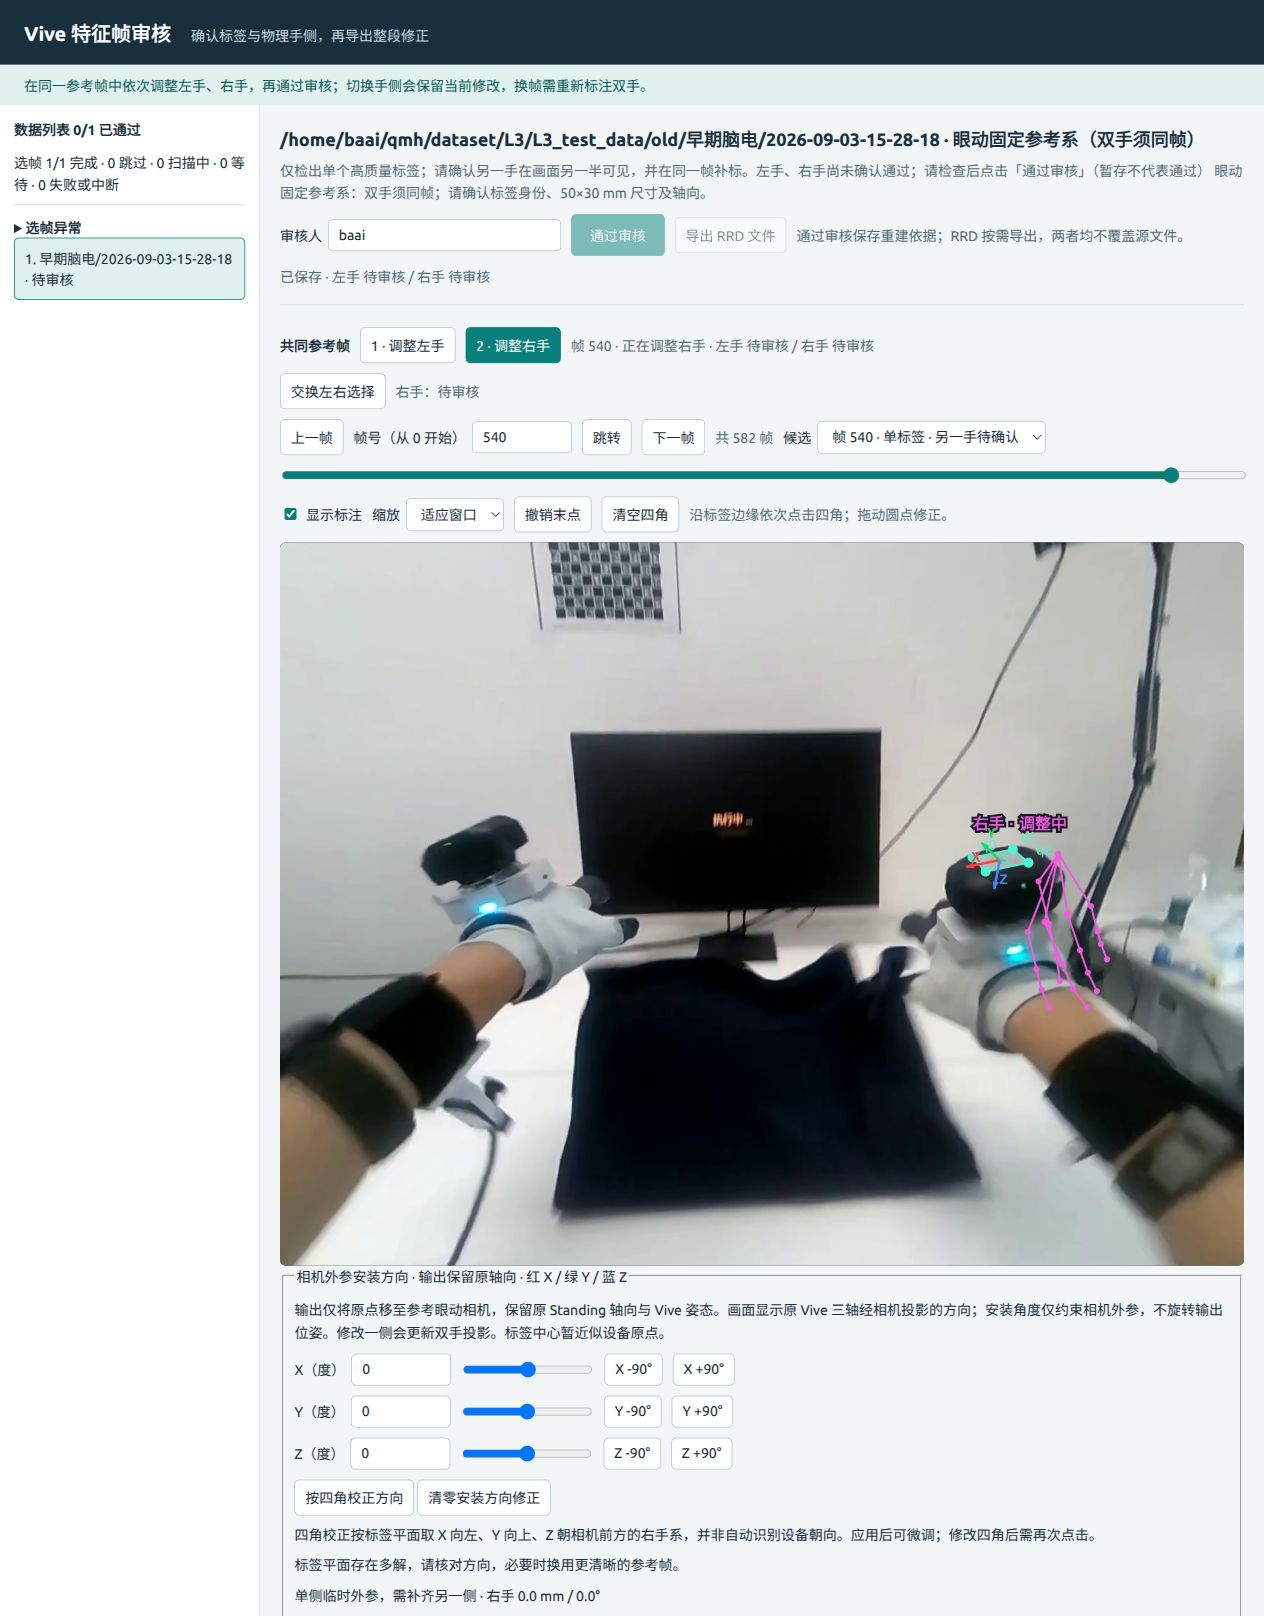 Vive 特征帧审核 确认标签与物理手侧，再导出整段修正
在同一参考帧中依次调整左手、右手，再通过审核；切换手侧会保留当前修改，换帧需重新标注双手。
数据列表 0/1 已通过
选帧 1/1 完成 · 0 跳过 · 0 扫描中 · 0 等
待 · 0 失败或中断
▶ 选帧异常
1. 早期脑电/2026-09-03-15-28-18
· 待审核
/home/baai/qmh/dataset/L3/L3_test_data/old/早期脑电/2026-09-03-15-28-18 · 眼动固定参考系（双手须同帧）
仅检出单个高质量标签；请确认另一手在画面另一半可见，并在同一帧补标。左手、右手尚未确认通过；请检查后点击「通过审核」（暂存不代表通过） 眼动
固定参考系：双手须同帧；请确认标签身份、50×30 mm 尺寸及轴向。
审核人 baai 通过审核 导出 RRD 文件 通过审核保存重建依据；RRD 按需导出，两者均不覆盖源文件。
已保存 · 左手 待审核 / 右手 待审核
共同参考帧 1 · 调整左手 2 · 调整右手 帧 540 · 正在调整右手 · 左手 待审核 / 右手 待审核
交换左右选择 右手：待审核
上一帧 帧号（从 0 开始） 540 跳转 下一帧 共 582 帧 候选 帧 540 · 单标签 · 另一手待确认
显示标注 缩放 适应窗口 撤销末点 清空四角 沿标签边缘依次点击四角；拖动圆点修正。
执行中
右手 · 调整中
Y
X
Z
相机外参安装方向 · 输出保留原轴向 · 红 X / 绿 Y / 蓝 Z
输出仅将原点移至参考眼动相机，保留原 Standing 轴向与 Vive 姿态。画面显示原 Vive 三轴经相机投影的方向；安装角度仅约束相机外参，不旋转输出
位姿。修改一侧会更新双手投影。标签中心暂近似设备原点。
X（度） 0 X -90° X +90°
Y（度） 0 Y -90° Y +90°
Z（度） 0 Z -90° Z +90°
按四角校正方向 清零安装方向修正
四角校正按标签平面取 X 向左、Y 向上、Z 朝相机前方的右手系，并非自动识别设备朝向。应用后可微调；修改四角后需再次点击。
标签平面存在多解，请核对方向，必要时换用更清晰的参考帧。
单侧临时外参，需补齐另一侧 · 右手 0.0 mm / 0.0°